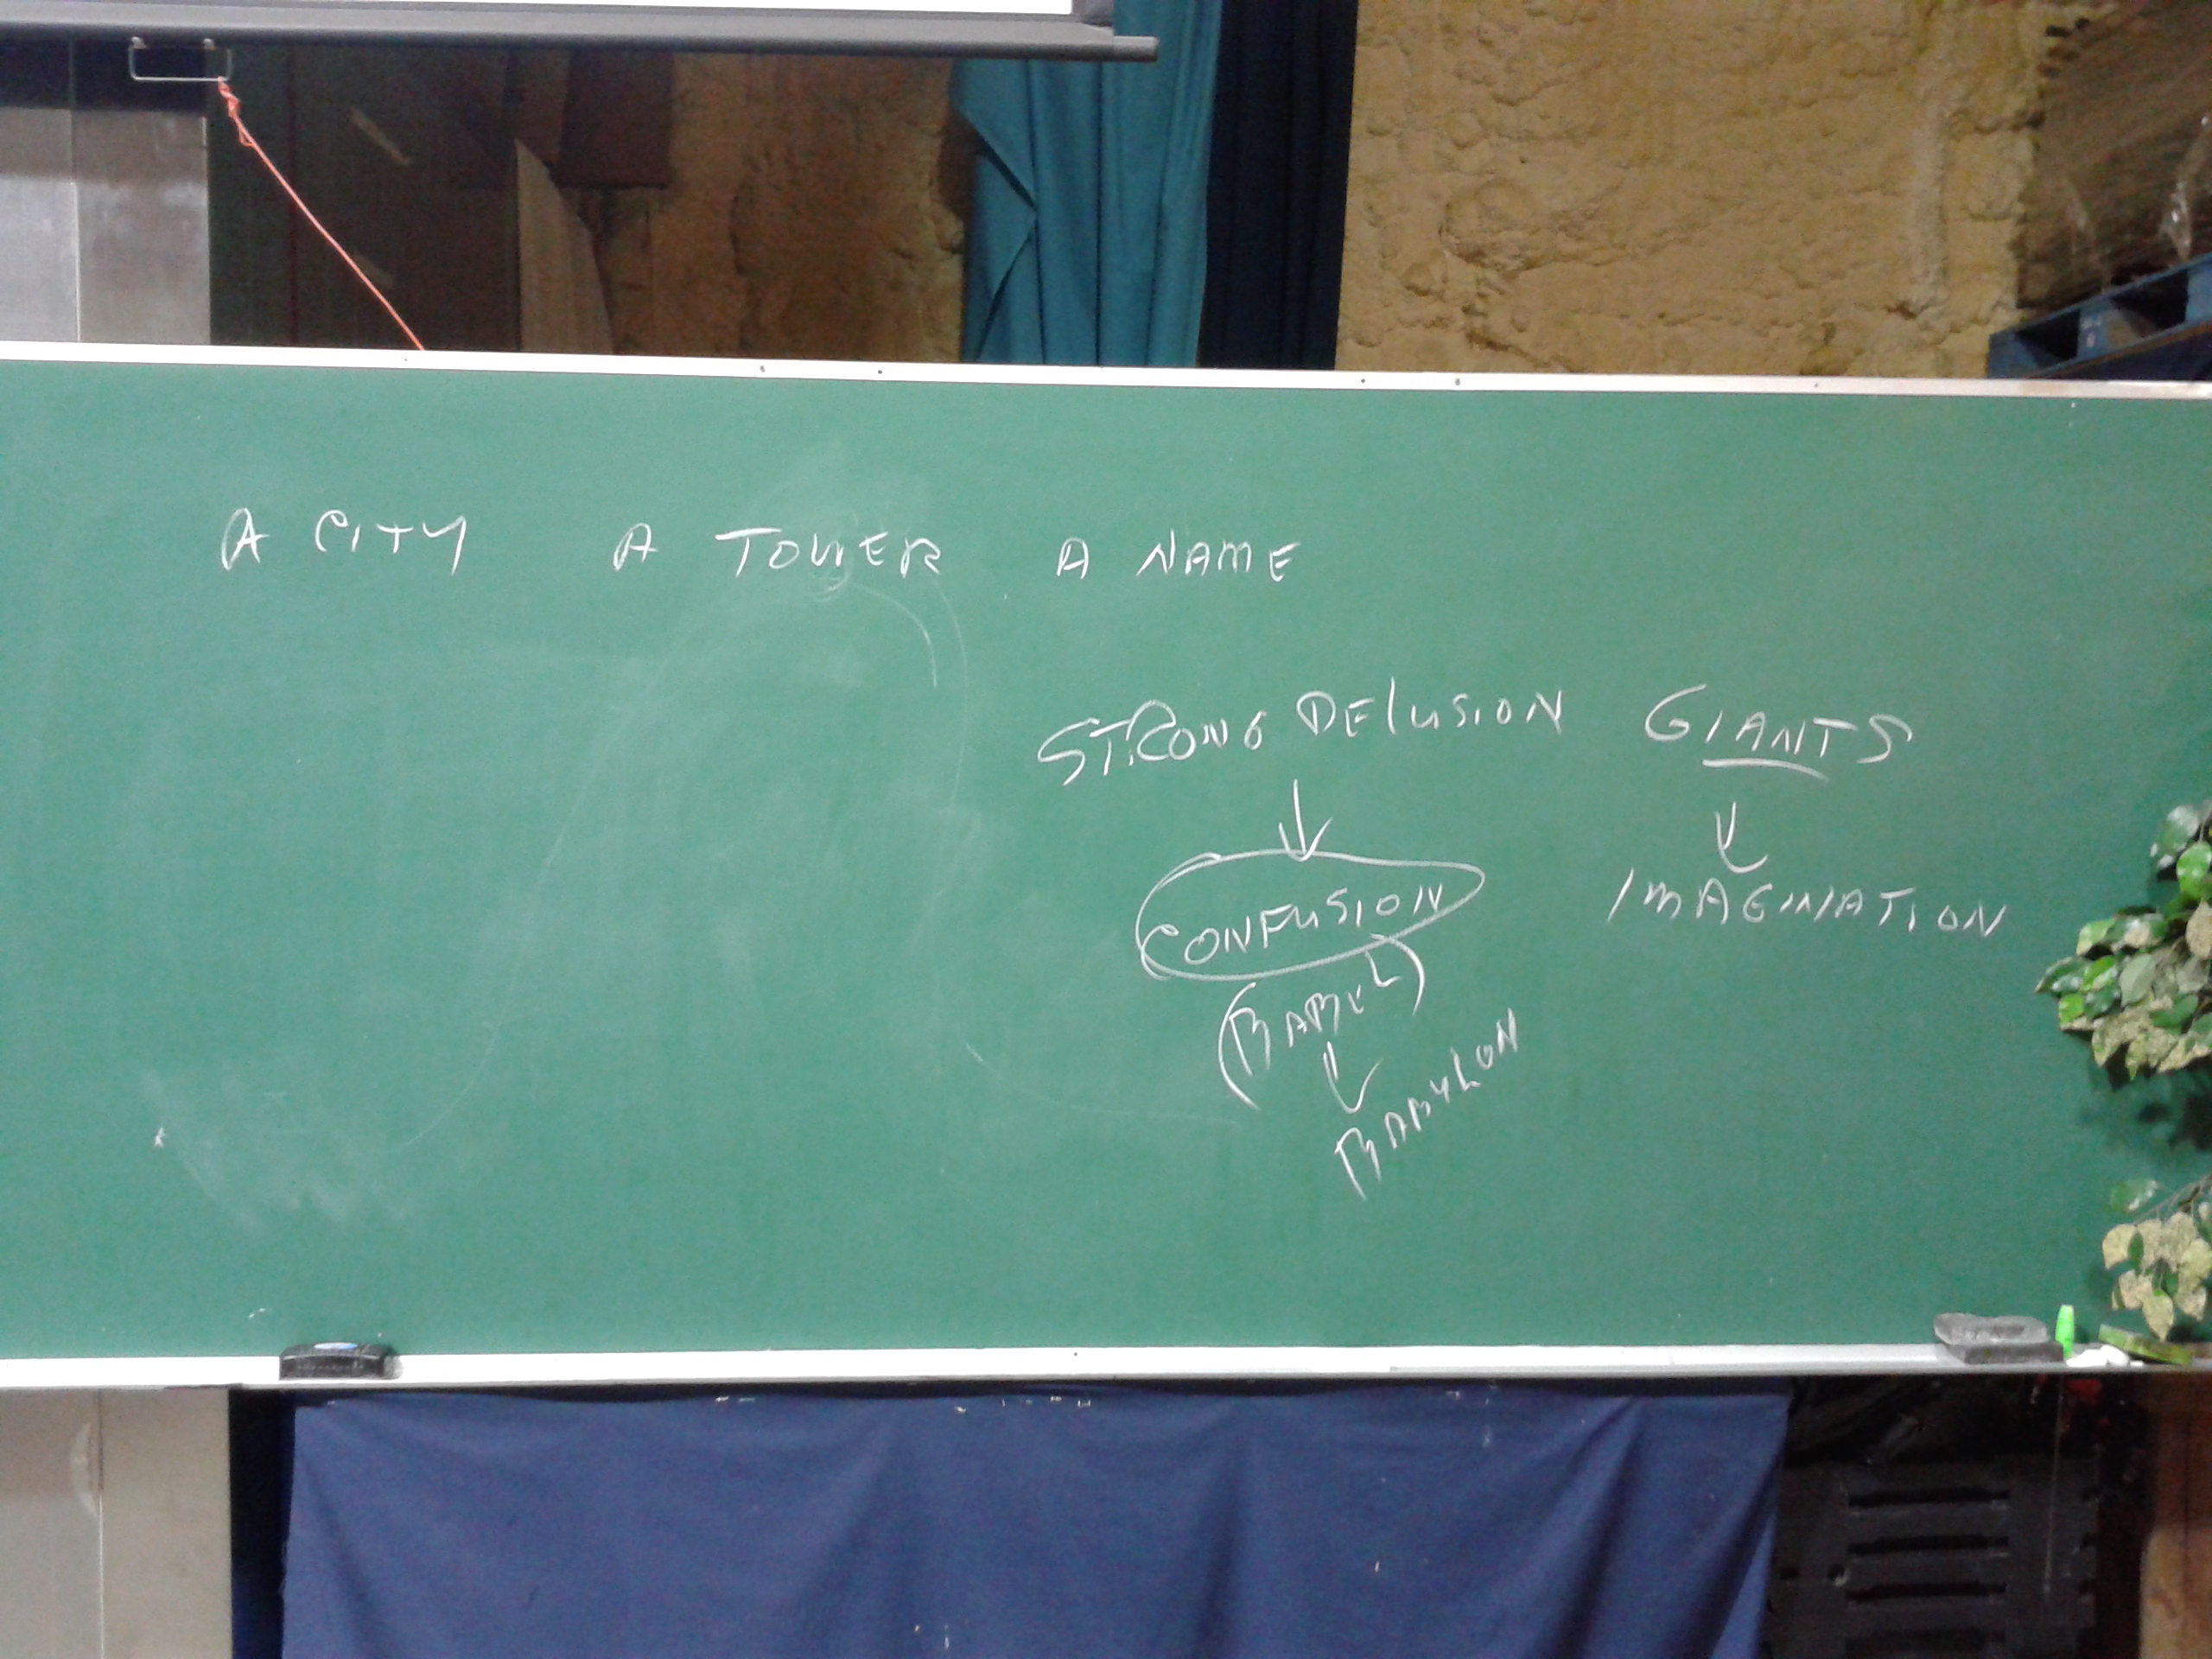 A CITY A TOWER A NAME
STRONG DELUSION GIANTS
CONFUSION IMAGINATION
(BABEL)
BABYLON